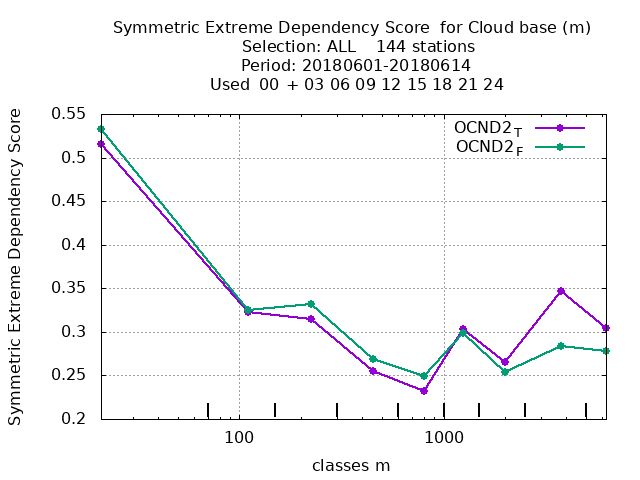 Symmetric Extreme Dependency Score for Cloud base (m)
Selection: ALL 144 stations
Period: 20180601-20180614
Used 00 + 03 06 09 12 15 18 21 24
Symmetric Extreme Dependency Score
0.55
0.5
0.45
0.4
0.35
0.3
0.25
0.2
OCND2T
OCND2F
100 1000
classes m